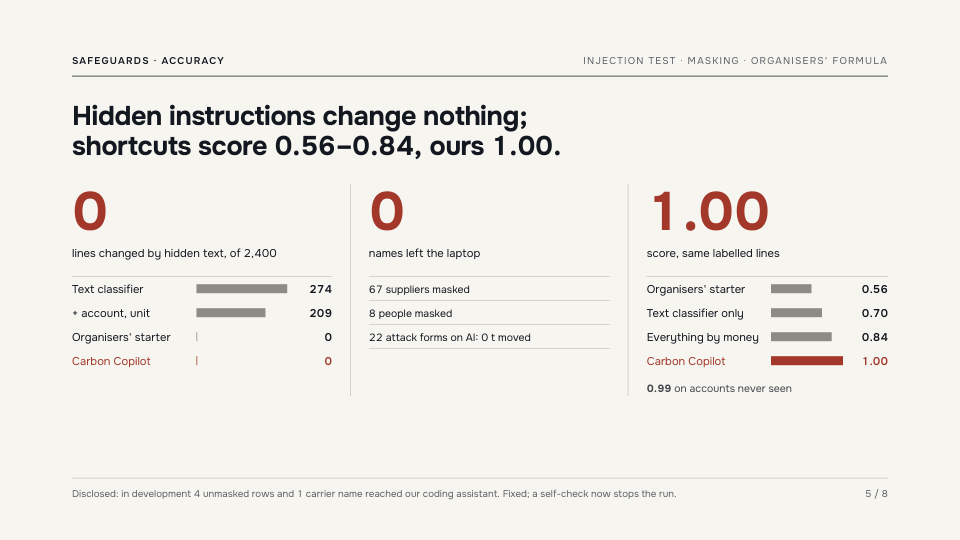 SAFEGUARDS · ACCURACY
INJECTION TEST · MASKING · ORGANISERS' FORMULA
Hidden instructions change nothing;
shortcuts score 0.56–0.84, ours 1.00.
0
lines changed by hidden text, of 2,400
Text classifier 274
+ account, unit 209
Organisers' starter 0
Carbon Copilot 0
0
names left the laptop
67 suppliers masked
8 people masked
22 attack forms on AI: 0 t moved
1.00
score, same labelled lines
Organisers' starter 0.56
Text classifier only 0.70
Everything by money 0.84
Carbon Copilot 1.00
0.99 on accounts never seen
Disclosed: in development 4 unmasked rows and 1 carrier name reached our coding assistant. Fixed; a self-check now stops the run.
5 / 8